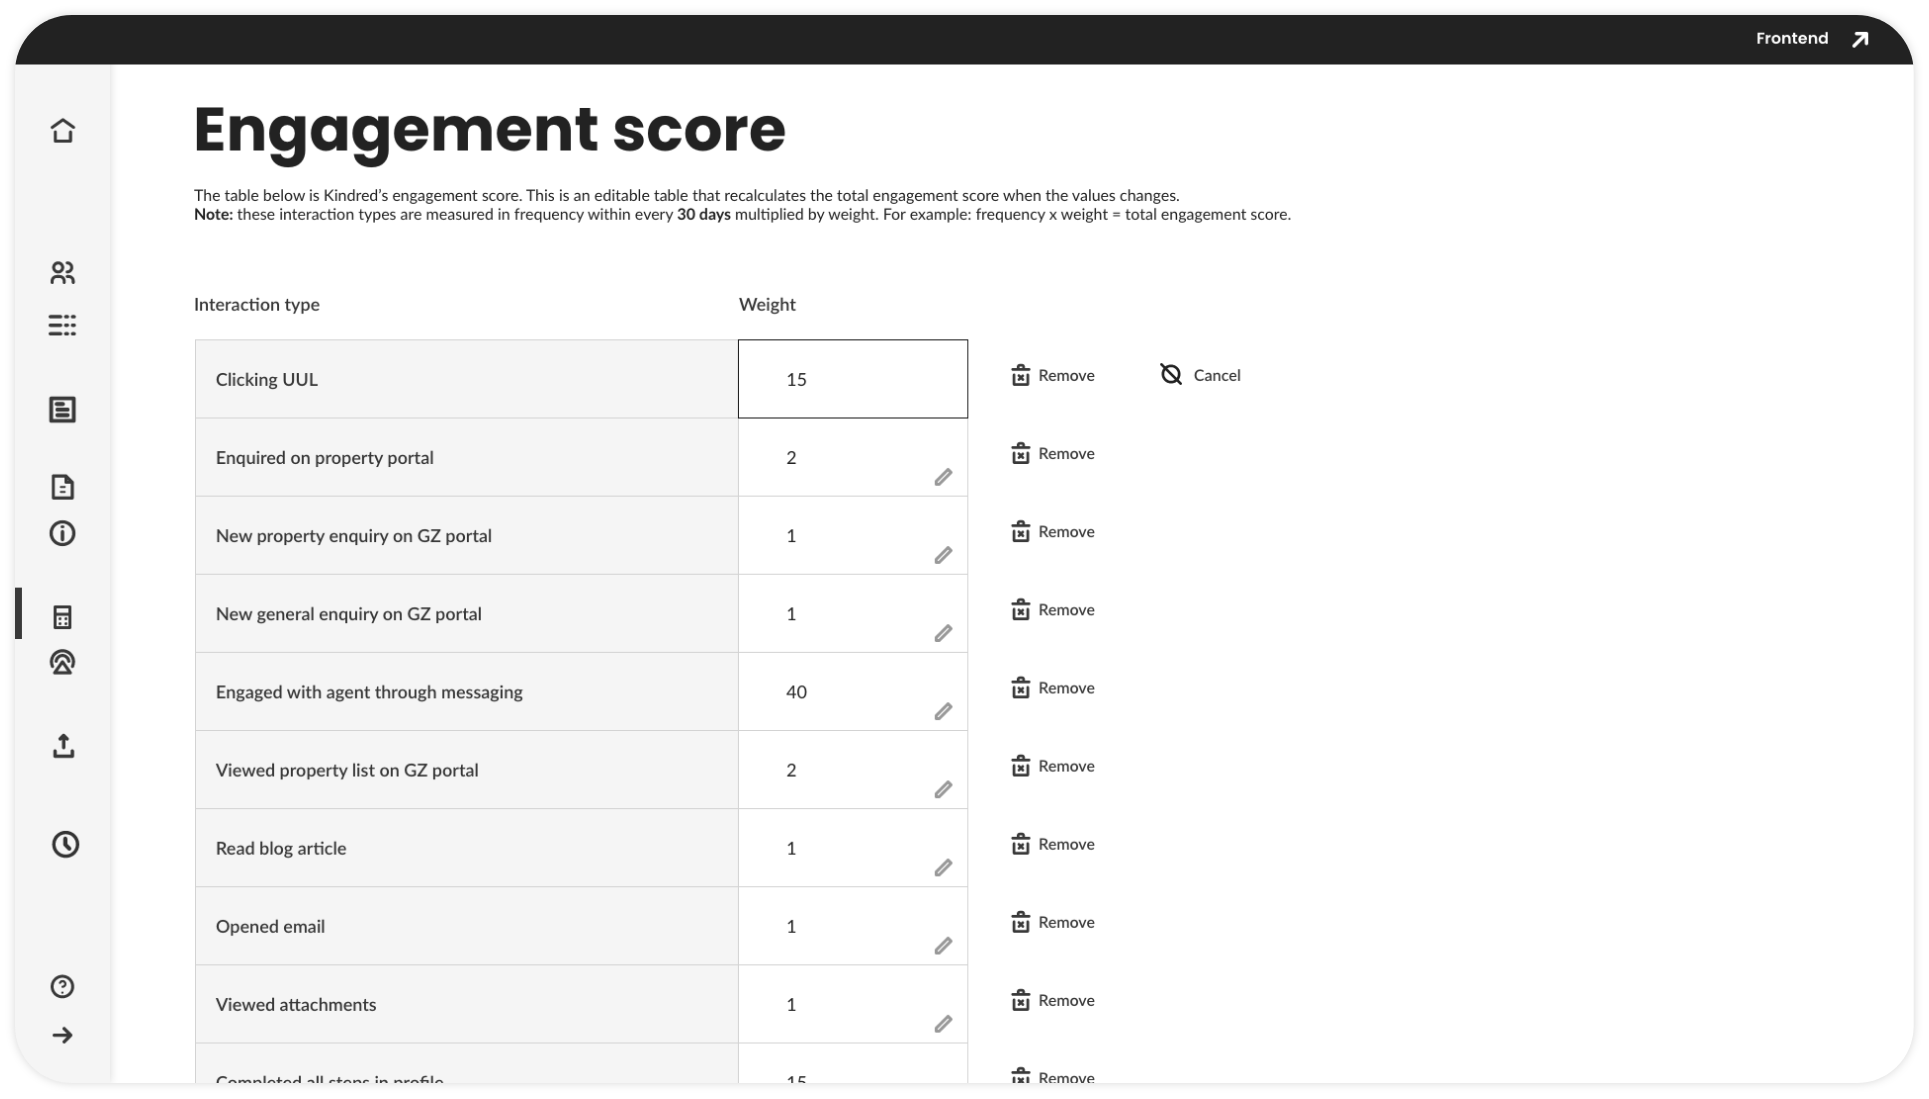 Frontend
Engagement score
The table below is Kindred’s engagement score. This is an editable table that recalculates the total engagement score when the values changes.
Note: these interaction types are measured in frequency within every 30 days multiplied by weight. For example: frequency x weight = total engagement score.
Interaction type Weight
Clicking UUL 15 Remove Cancel
Enquired on property portal 2 Remove
New property enquiry on GZ portal 1 Remove
New general enquiry on GZ portal 1 Remove
Engaged with agent through messaging 40 Remove
Viewed property list on GZ portal 2 Remove
Read blog article 1 Remove
Opened email 1 Remove
Viewed attachments 1 Remove
Completed all steps in profile 15 Remove